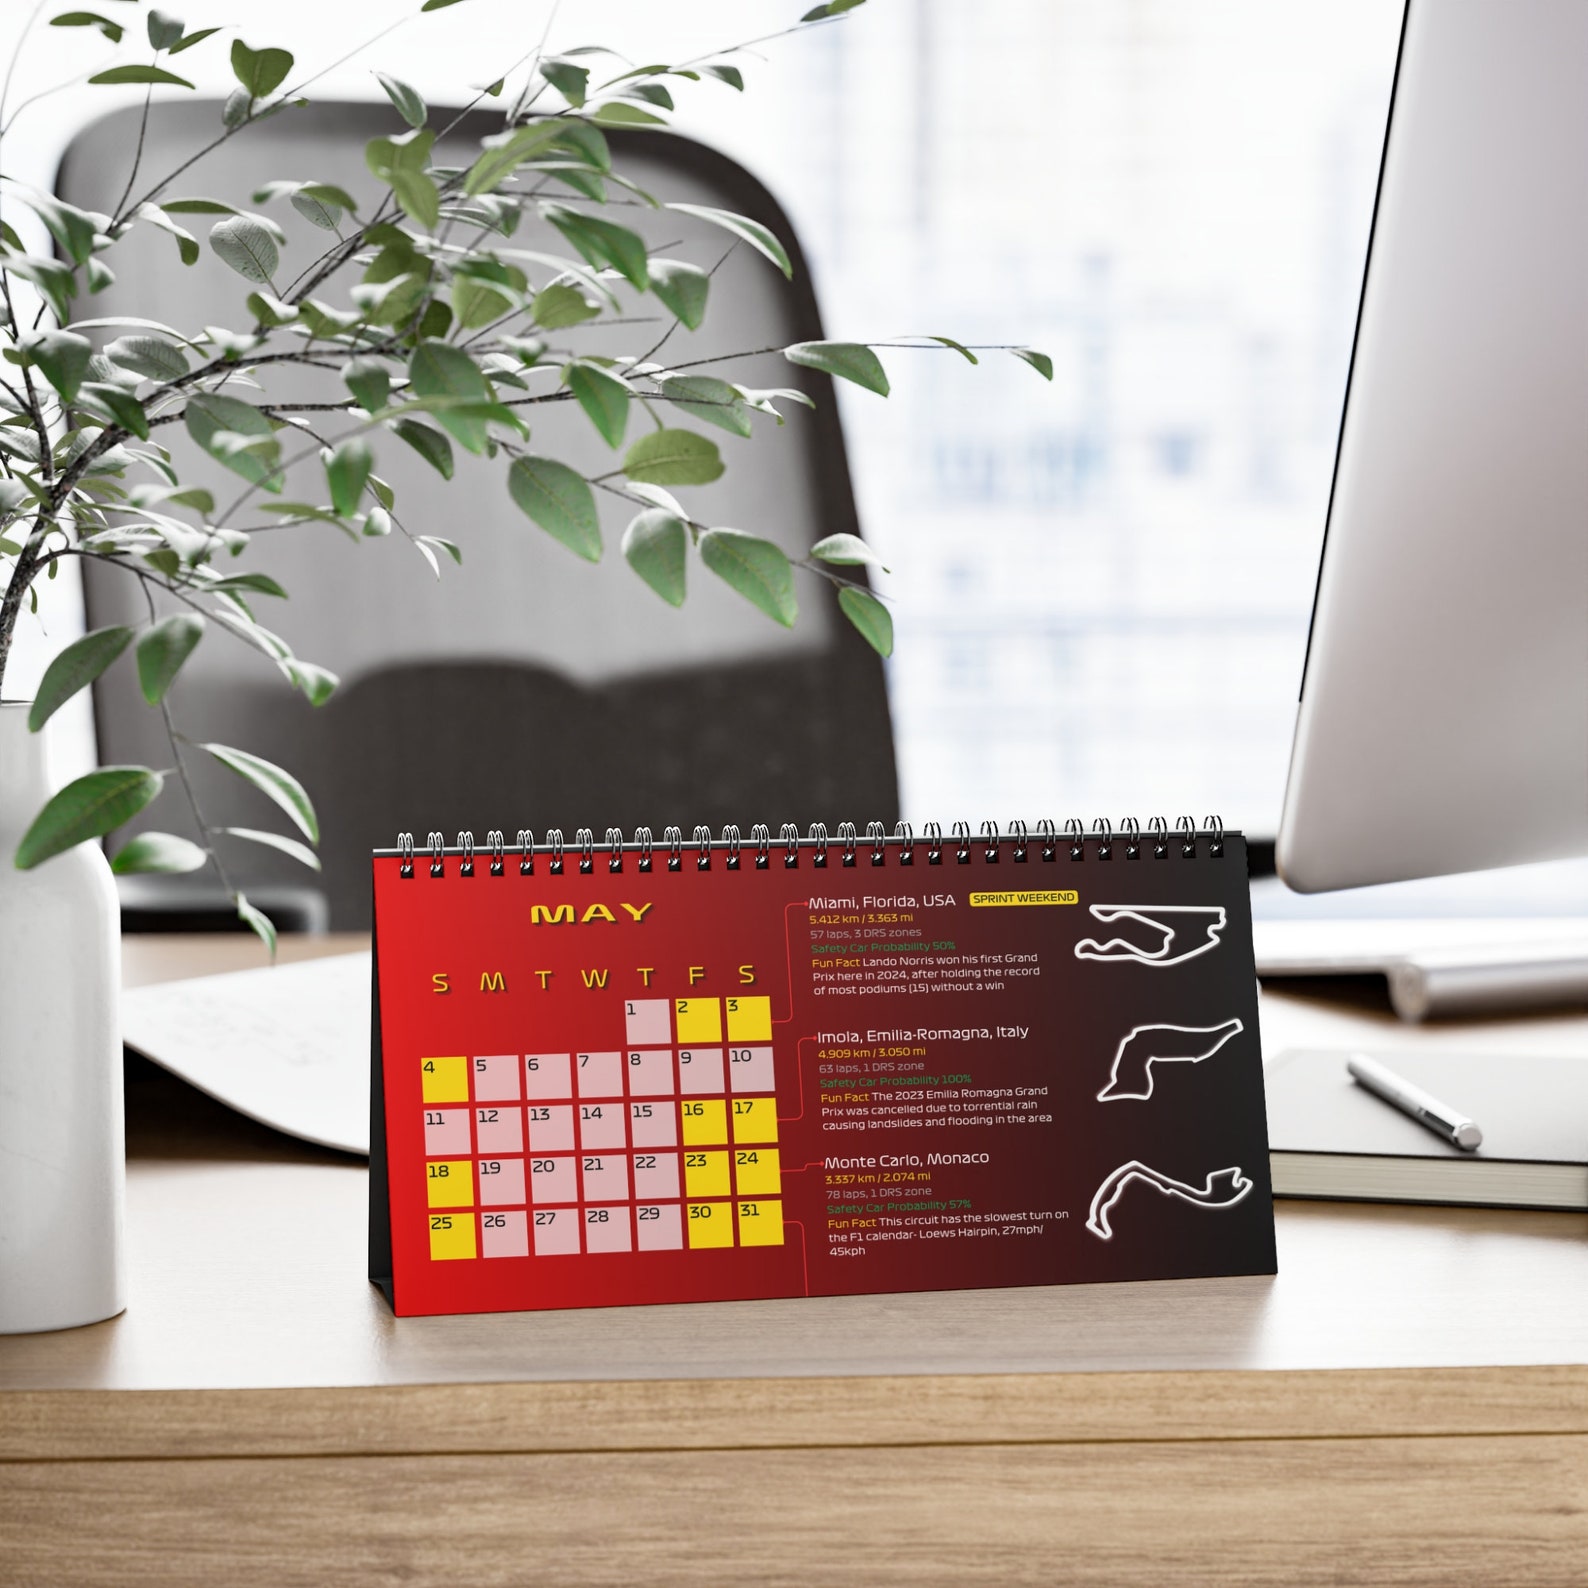 MAY
S M T W T F S
1 2 3
4 5 6 7 8 9 10
11 12 13 14 15 16 17
18 19 20 21 22 23 24
25 26 27 28 29 30 31
Miami, Florida, USA SPRINT WEEKEND
5.412 km / 3.363 mi
57 laps, 3 DRS zones
Safety Car Probability 50%
Fun Fact Lando Norris won his first Grand
Prix here in 2024, after holding the record
of most podiums (15) without a win
Imola, Emilia-Romagna, Italy
4.909 km / 3.050 mi
63 laps, 1 DRS zone
Safety Car Probability 100%
Fun Fact The 2023 Emilia Romagna Grand
Prix was cancelled due to torrential rain
causing landslides and flooding in the area
Monte Carlo, Monaco
3.337 km / 2.074 mi
78 laps, 1 DRS zone
Safety Car Probability 57%
Fun Fact This circuit has the slowest turn on
the F1 calendar- Loews Hairpin, 27mph/
45kph